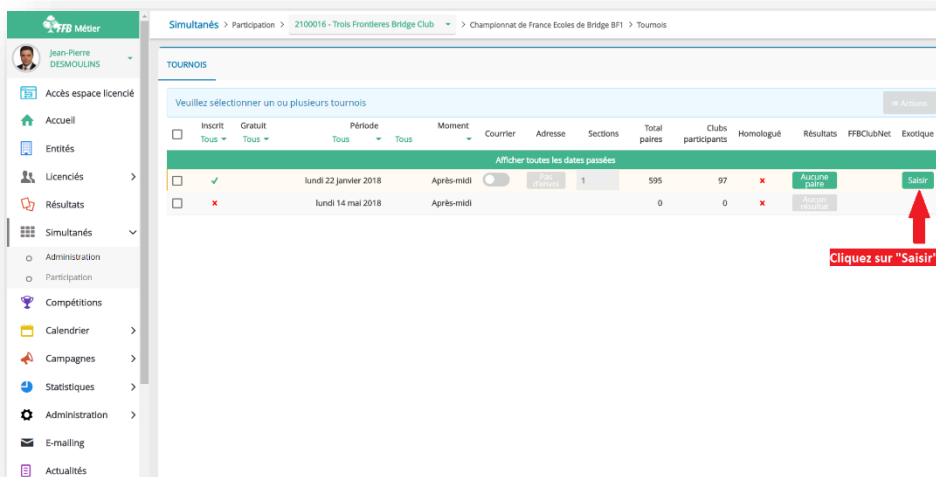 FFB Métier
Simultanés > Participation > 2100016 - Trois Frontieres Bridge Club > Championnat de France Ecoles de Bridge BF1 > Tournois
Jean-Pierre
DESMOULINS
TOURNOIS
Accès espace licencié
Accueil
Entités
Licenciés
Résultats
Simultanés
Administration
Participation
Compétitions
Calendrier
Campagnes
Statistiques
Administration
E-mailing
Actualités
Veuillez sélectionner un ou plusieurs tournois
Actions
Inscrit Gratuit Période Moment Courrier Adresse Sections Total paires Clubs participants Homologué Résultats FFBClubNet Exotique
Tous Tous Tous Tous
Afficher toutes les dates passées
lundi 22 janvier 2018 Après-midi Pas d'envoi 1 595 97 Aucune paire Saisir
lundi 14 mai 2018 Après-midi 0 0 Aucun résultat
Cliquez sur "Saisir"